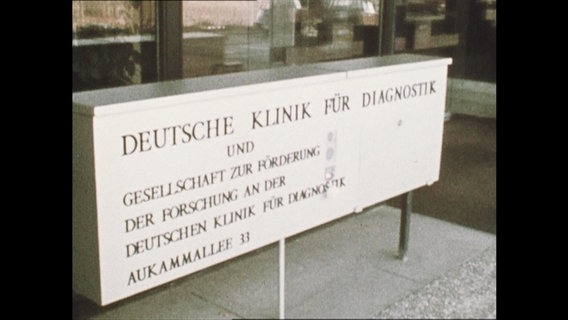 DEUTSCHE KLINIK FÜR DIAGNOSTIK
UND
GESELLSCHAFT ZUR FÖRDERUNG
DER FORSCHUNG AN DER
DEUTSCHEN KLINIK FÜR DIAGNOSTIK
AUKAMMALLEE 33